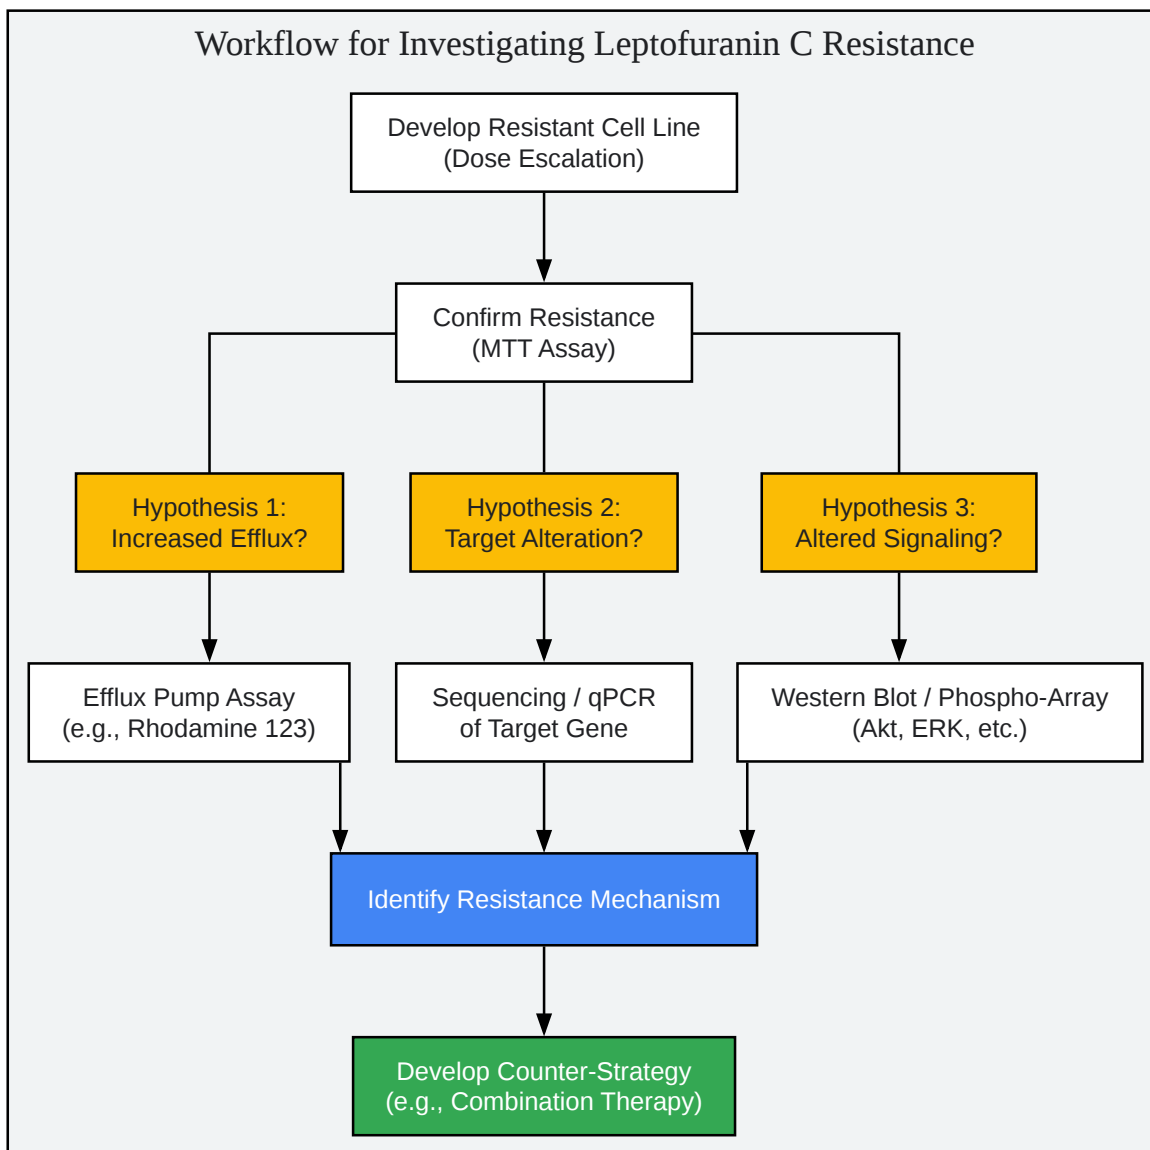 Workflow for Investigating Leptofuranin C Resistance
Develop Resistant Cell Line
(Dose Escalation)
Confirm Resistance
(MTT Assay)
Hypothesis 1:
Increased Efflux?
Hypothesis 2:
Target Alteration?
Hypothesis 3:
Altered Signaling?
Efflux Pump Assay
(e.g., Rhodamine 123)
Sequencing / qPCR
of Target Gene
Western Blot / Phospho-Array
(Akt, ERK, etc.)
Identify Resistance Mechanism
Develop Counter-Strategy
(e.g., Combination Therapy)